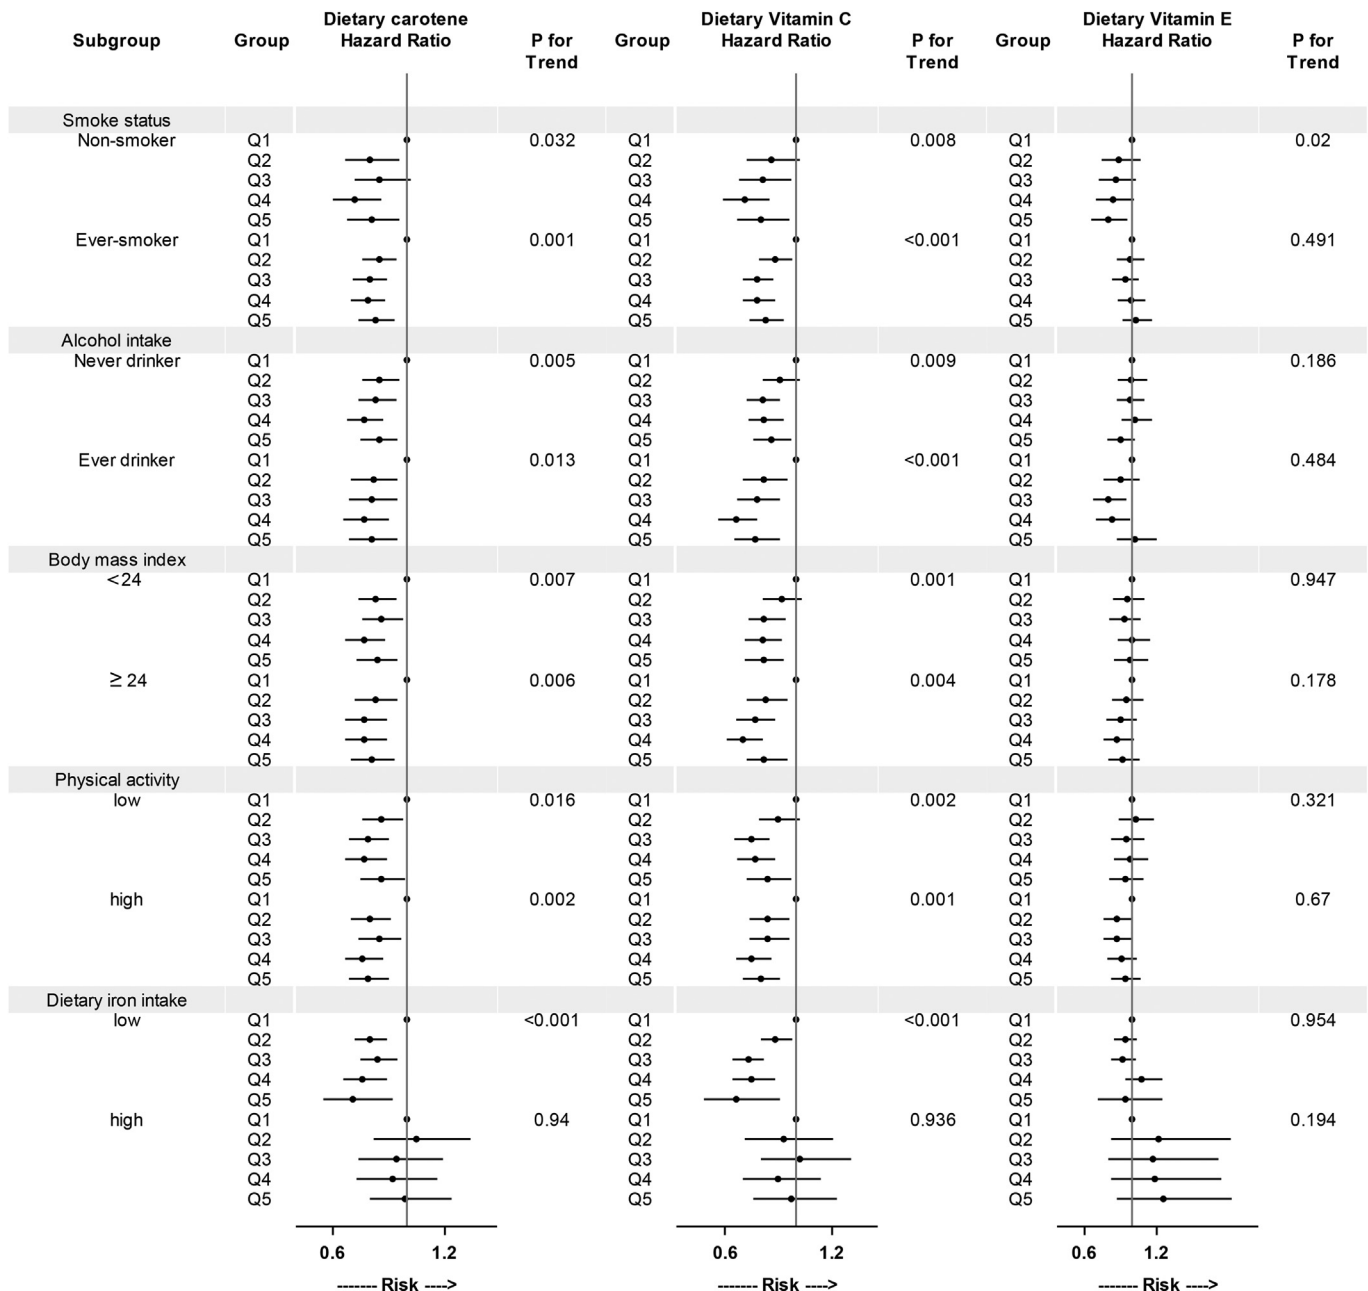 Dietary carotene Dietary Vitamin C Dietary Vitamin E
Subgroup Group Hazard Ratio P for Group Hazard Ratio P for Group Hazard Ratio P for
Trend Trend Trend
Smoke status
Non-smoker Q1 0.032 Q1 0.008 Q1 0.02
Q2 Q2 Q2
Q3 Q3 Q3
Q4 Q4 Q4
Q5 Q5 Q5
Ever-smoker Q1 0.001 Q1 <0.001 Q1 0.491
Q2 Q2 Q2
Q3 Q3 Q3
Q4 Q4 Q4
Q5 Q5 Q5
Alcohol intake
Never drinker Q1 0.005 Q1 0.009 Q1 0.186
Q2 Q2 Q2
Q3 Q3 Q3
Q4 Q4 Q4
Q5 Q5 Q5
Ever drinker Q1 0.013 Q1 <0.001 Q1 0.484
Q2 Q2 Q2
Q3 Q3 Q3
Q4 Q4 Q4
Q5 Q5 Q5
Body mass index
<24 Q1 0.007 Q1 0.001 Q1 0.947
Q2 Q2 Q2
Q3 Q3 Q3
Q4 Q4 Q4
Q5 Q5 Q5
≥ 24 Q1 0.006 Q1 0.004 Q1 0.178
Q2 Q2 Q2
Q3 Q3 Q3
Q4 Q4 Q4
Q5 Q5 Q5
Physical activity
low Q1 0.016 Q1 0.002 Q1 0.321
Q2 Q2 Q2
Q3 Q3 Q3
Q4 Q4 Q4
Q5 Q5 Q5
high Q1 0.002 Q1 0.001 Q1 0.67
Q2 Q2 Q2
Q3 Q3 Q3
Q4 Q4 Q4
Q5 Q5 Q5
Dietary iron intake
low Q1 <0.001 Q1 <0.001 Q1 0.954
Q2 Q2 Q2
Q3 Q3 Q3
Q4 Q4 Q4
Q5 Q5 Q5
high Q1 0.94 Q1 0.936 Q1 0.194
Q2 Q2 Q2
Q3 Q3 Q3
Q4 Q4 Q4
Q5 Q5 Q5
0.6 1.2 0.6 1.2 0.6 1.2
------- Risk ----> ------- Risk ----> ------- Risk ---->